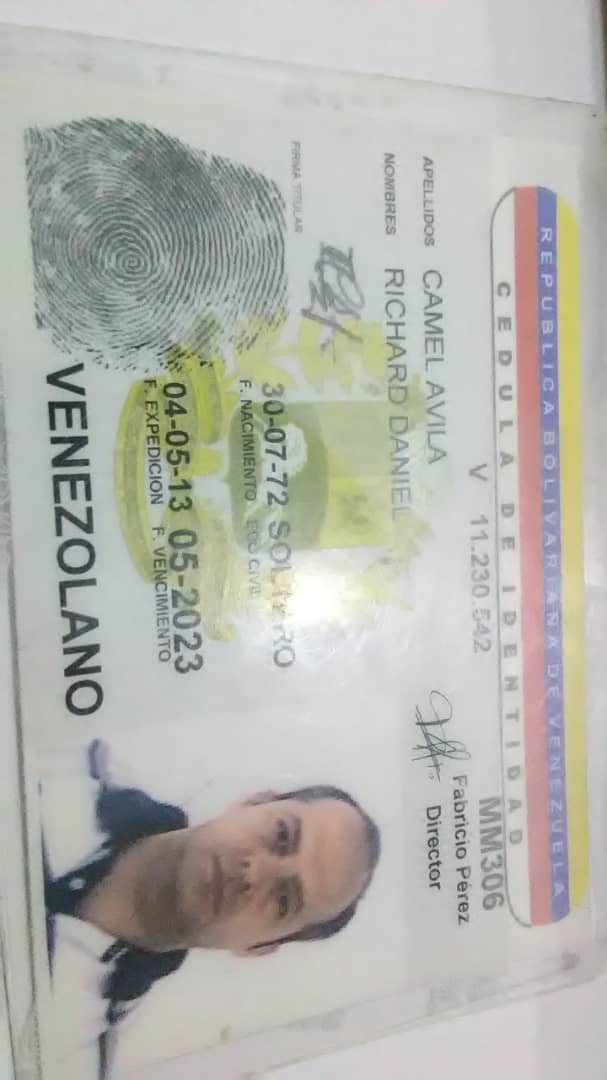 REPUBLICA BOLIVARIANA DE VENEZUELA
CEDULA DE IDENTIDAD
V 11.230.542 MM306
APELLIDOS CAMEL AVILA
Fabricio Pérez
Director
NOMBRES RICHARD DANIEL
FIRMA TITULAR
30-07-72
F. NACIMIENTO EDO CIVIL
04-05-13 05-2023
F. EXPEDICION F. VENCIMIENTO
VENEZOLANO